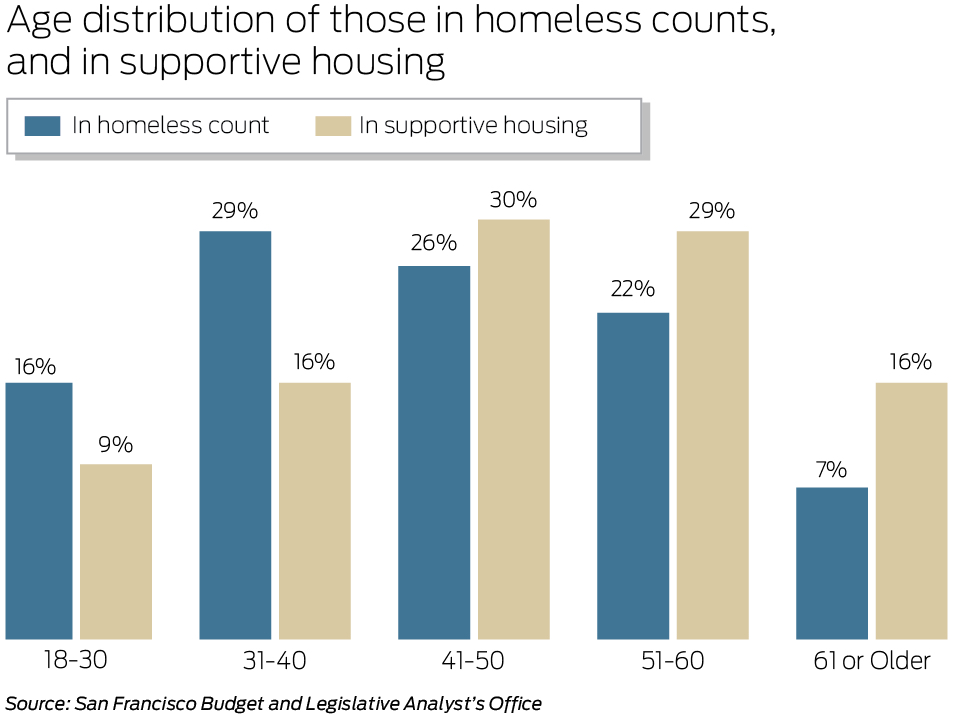 Age distribution of those in homeless counts,
and in supportive housing
In homeless count In supportive housing
16% 9% 29% 16% 26% 30% 22% 29% 7% 16%
18-30 31-40 41-50 51-60 61 or Older
Source: San Francisco Budget and Legislative Analyst's Office